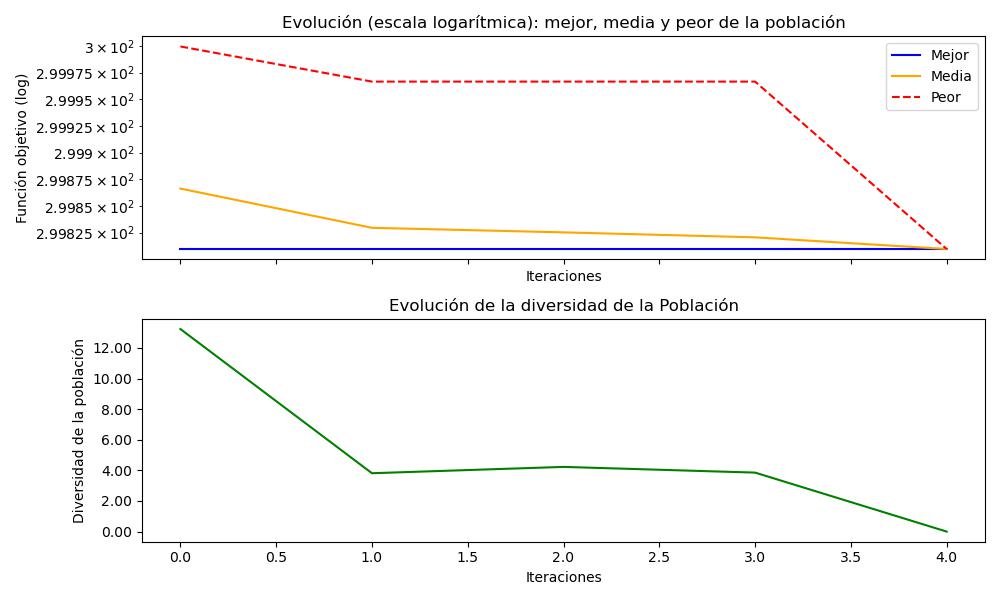 Evolución (escala logarítmica): mejor, media y peor de la población
Función objetivo (log)
3 × 10²
2.99975 × 10²
2.9995 × 10²
2.99925 × 10²
2.999 × 10²
2.99875 × 10²
2.9985 × 10²
2.99825 × 10²
Mejor
Media
Peor
Iteraciones
Evolución de la diversidad de la Población
Diversidad de la población
12.00
10.00
8.00
6.00
4.00
2.00
0.00
0.0 0.5 1.0 1.5 2.0 2.5 3.0 3.5 4.0
Iteraciones